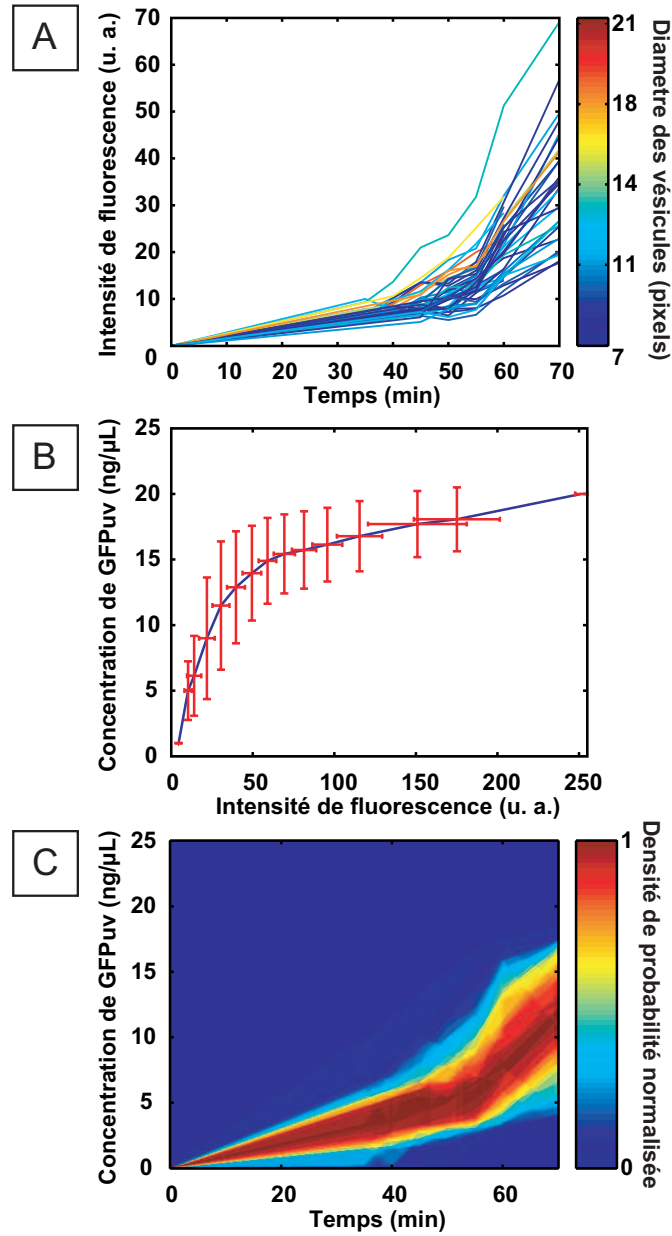 A
Intensité de fluorescence (u. a.)
70
60
50
40
30
20
10
0
0 10 20 30 40 50 60 70
Temps (min)
21
18
14
11
7
Diametre des vésicules (pixels)
B
Concentration de GFPuv (ng/µL)
25
20
15
10
5
0
0 50 100 150 200 250
Intensité de fluorescence (u. a.)
C
Concentration de GFPuv (ng/µL)
25
20
15
10
5
0
0 20 40 60
Temps (min)
1
0
Densité de probabilité normalisée